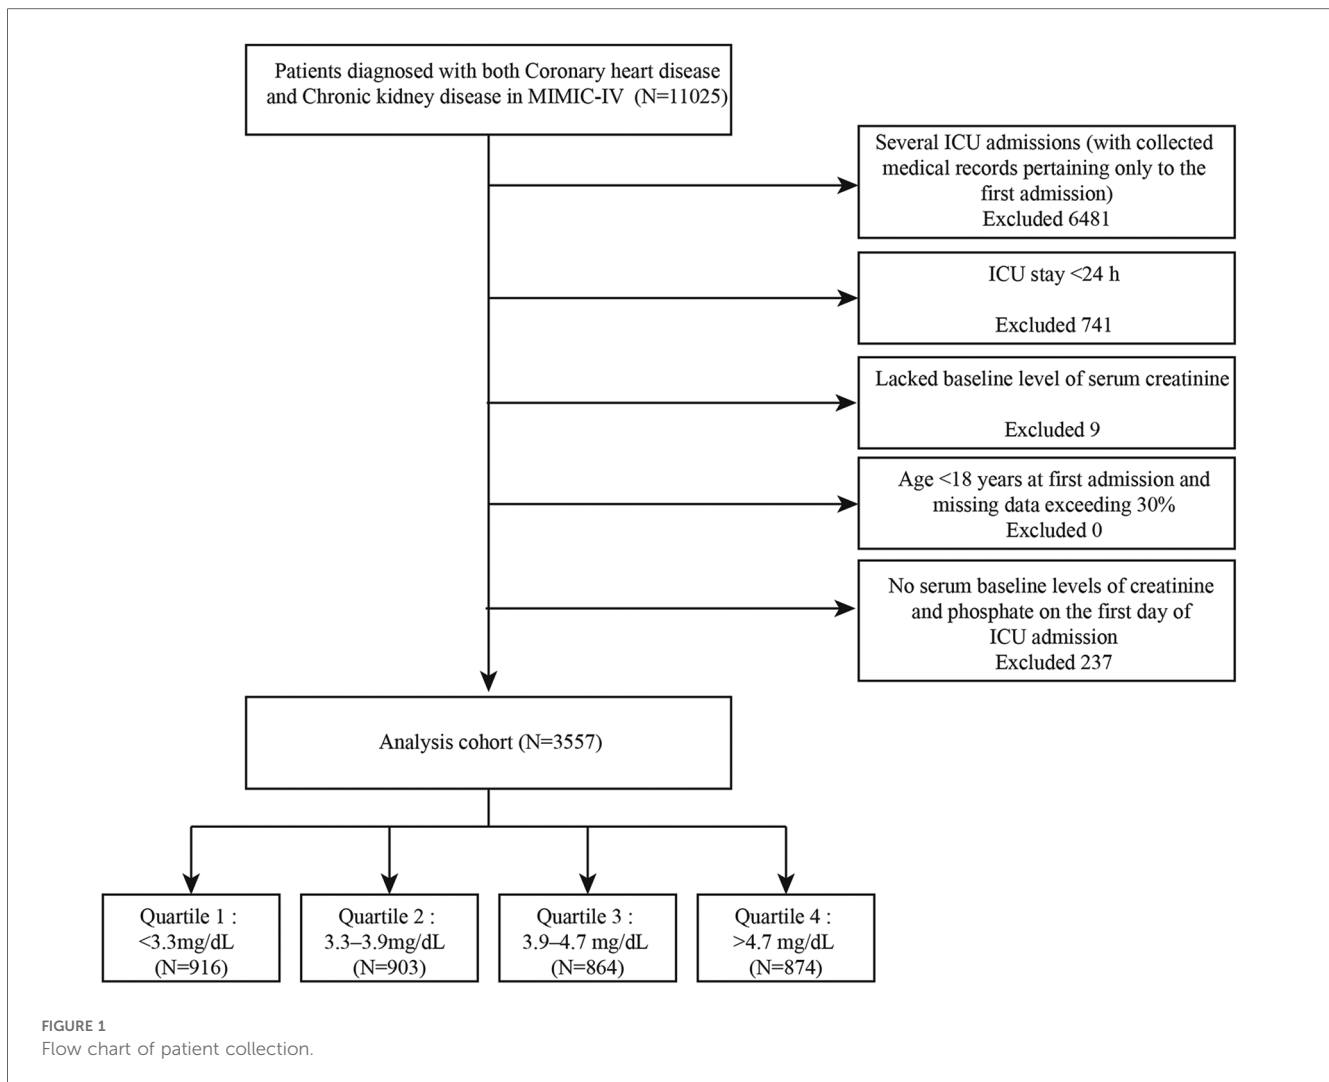 Patients diagnosed with both Coronary heart disease
and Chronic kidney disease in MIMIC-IV (N=11025)
Several ICU admissions (with collected
medical records pertaining only to the
first admission)
Excluded 6481
ICU stay <24 h
Excluded 741
Lacked baseline level of serum creatinine
Excluded 9
Age <18 years at first admission and
missing data exceeding 30%
Excluded 0
No serum baseline levels of creatinine
and phosphate on the first day of
ICU admission
Excluded 237
Analysis cohort (N=3557)
Quartile 1 :
<3.3mg/dL
(N=916)
Quartile 2 :
3.3–3.9mg/dL
(N=903)
Quartile 3 :
3.9–4.7 mg/dL
(N=864)
Quartile 4 :
>4.7 mg/dL
(N=874)
FIGURE 1
Flow chart of patient collection.